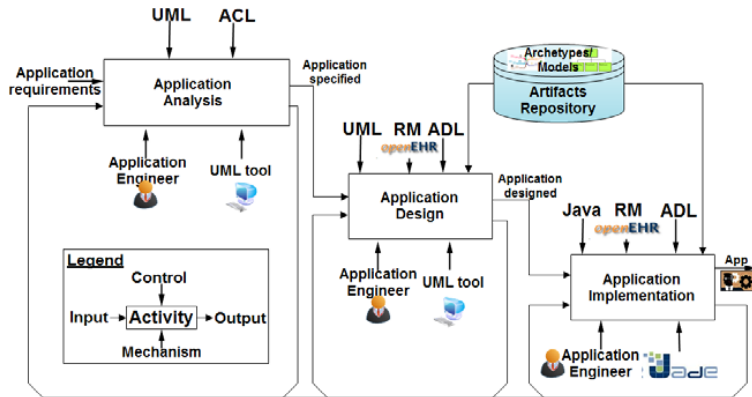 UML ACL
Application
requirements
Application
Analysis
Application
specified
Application
Engineer
UML tool
Archetypes/
Models
Artifacts
Repository
UML RM ADL
openEHR
Application
Design
Application
designed
Application
Engineer
UML tool
Java RM ADL
openEHR
Application
Implementation
App
Application
Engineer
Jade
Legend
Control
Input
Activity
Output
Mechanism